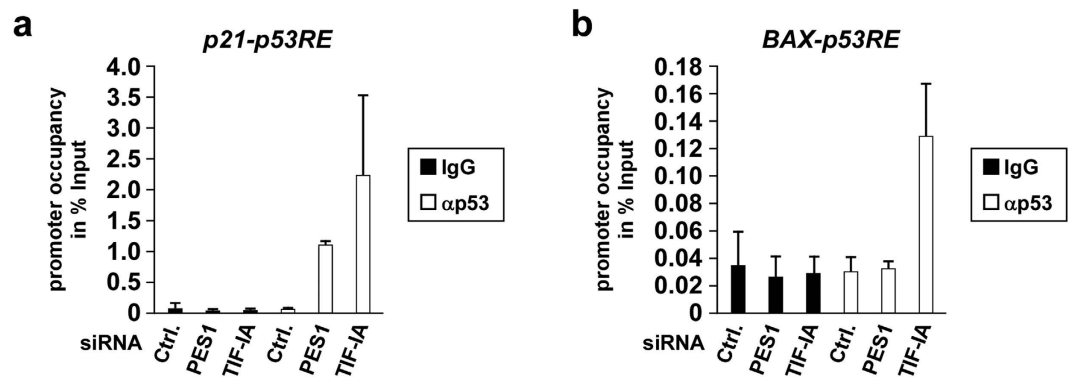 a
p21-p53RE
promoter occupancy
in % Input
4.0
3.5
3.0
2.5
2.0
1.5
1.0
0.5
0
siRNA
Ctrl.
PES1
TIF-IA
Ctrl.
PES1
TIF-IA
IgG
αp53
b
BAX-p53RE
promoter occupancy
in % Input
0.18
0.16
0.14
0.12
0.10
0.08
0.06
0.04
0.02
0
siRNA
Ctrl.
PES1
TIF-IA
Ctrl.
PES1
TIF-IA
IgG
αp53